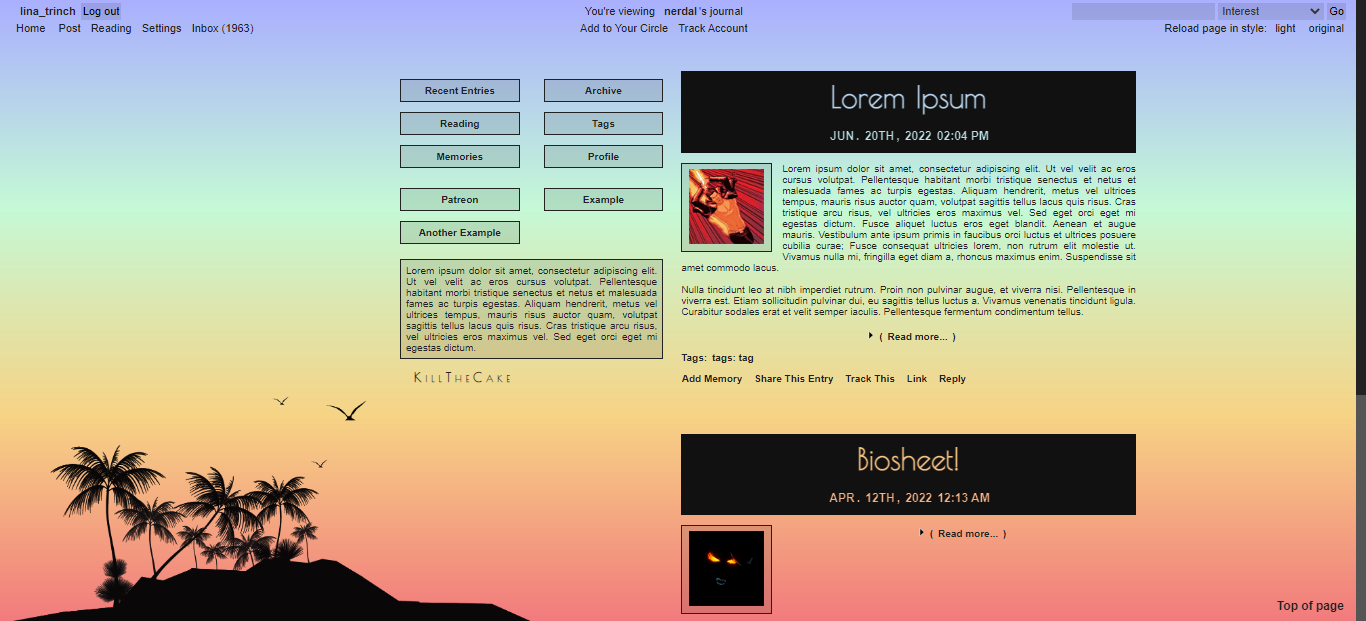 lina_trinch Log out
You're viewing nerdal's journal
Interest Go
Home Post Reading Settings Inbox (1963)
Add to Your Circle Track Account
Reload page in style: light original
Recent Entries Archive
Reading Tags
Memories Profile
Patreon Example
Another Example
Lorem ipsum dolor sit amet, consectetur adipiscing elit.
Ut vel velit ac eros cursus volutpat. Pellentesque
habitant morbi tristique senectus et netus et malesuada
fames ac turpis egestas. Aliquam hendrerit, metus vel
ultrices tempus, mauris risus auctor quam, volutpat
sagittis tellus lacus quis risus. Cras tristique arcu risus,
vel ultricies eros maximus vel. Sed eget orci eget mi
egestas dictum.
KillTheCake
Lorem Ipsum
JUN. 20TH, 2022 02:04 PM
Lorem ipsum dolor sit amet, consectetur adipiscing elit. Ut vel velit ac eros
cursus volutpat. Pellentesque habitant morbi tristique senectus et netus et
malesuada fames ac turpis egestas. Aliquam hendrerit, metus vel ultrices
tempus, mauris risus auctor quam, volutpat sagittis tellus lacus quis risus. Cras
tristique arcu risus, vel ultricies eros maximus vel. Sed eget orci eget mi
egestas dictum. Fusce aliquet luctus eros eget blandit. Aenean et augue
mauris. Vestibulum ante ipsum primis in faucibus orci luctus et ultrices posuere
cubilia curae; Fusce consequat ultricies lorem, non rutrum elit molestie ut.
Vivamus nulla mi, fringilla eget diam a, rhoncus maximus enim. Suspendisse sit
amet commodo lacus.
Nulla tincidunt leo at nibh imperdiet rutrum. Proin non pulvinar augue, et viverra nisi. Pellentesque in
viverra est. Etiam sollicitudin pulvinar dui, eu sagittis tellus luctus a. Vivamus venenatis tincidunt ligula.
Curabitur sodales erat et velit semper iaculis. Pellentesque fermentum condimentum tellus.
( Read more... )
Tags: tags: tag
Add Memory Share This Entry Track This Link Reply
Biosheet!
APR. 12TH, 2022 12:13 AM
( Read more... )
Top of page